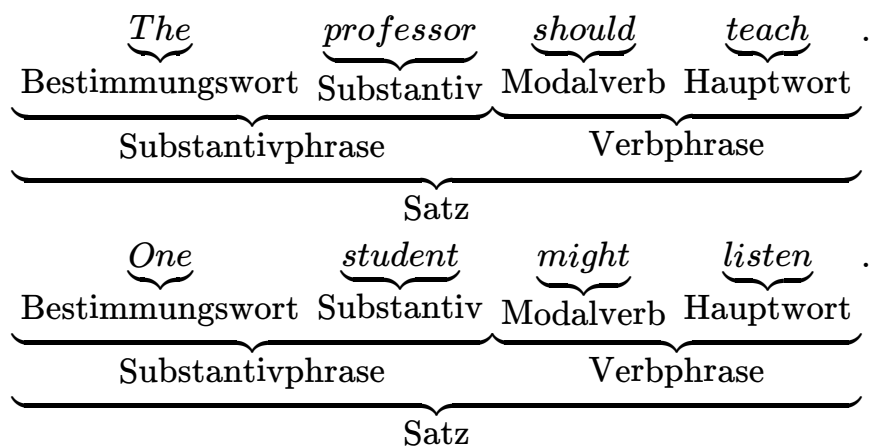 The professor should teach .
Bestimmungswort Substantiv Modalverb Hauptwort
Substantivphrase Verbphrase
Satz
One student might listen .
Bestimmungswort Substantiv Modalverb Hauptwort
Substantivphrase Verbphrase
Satz